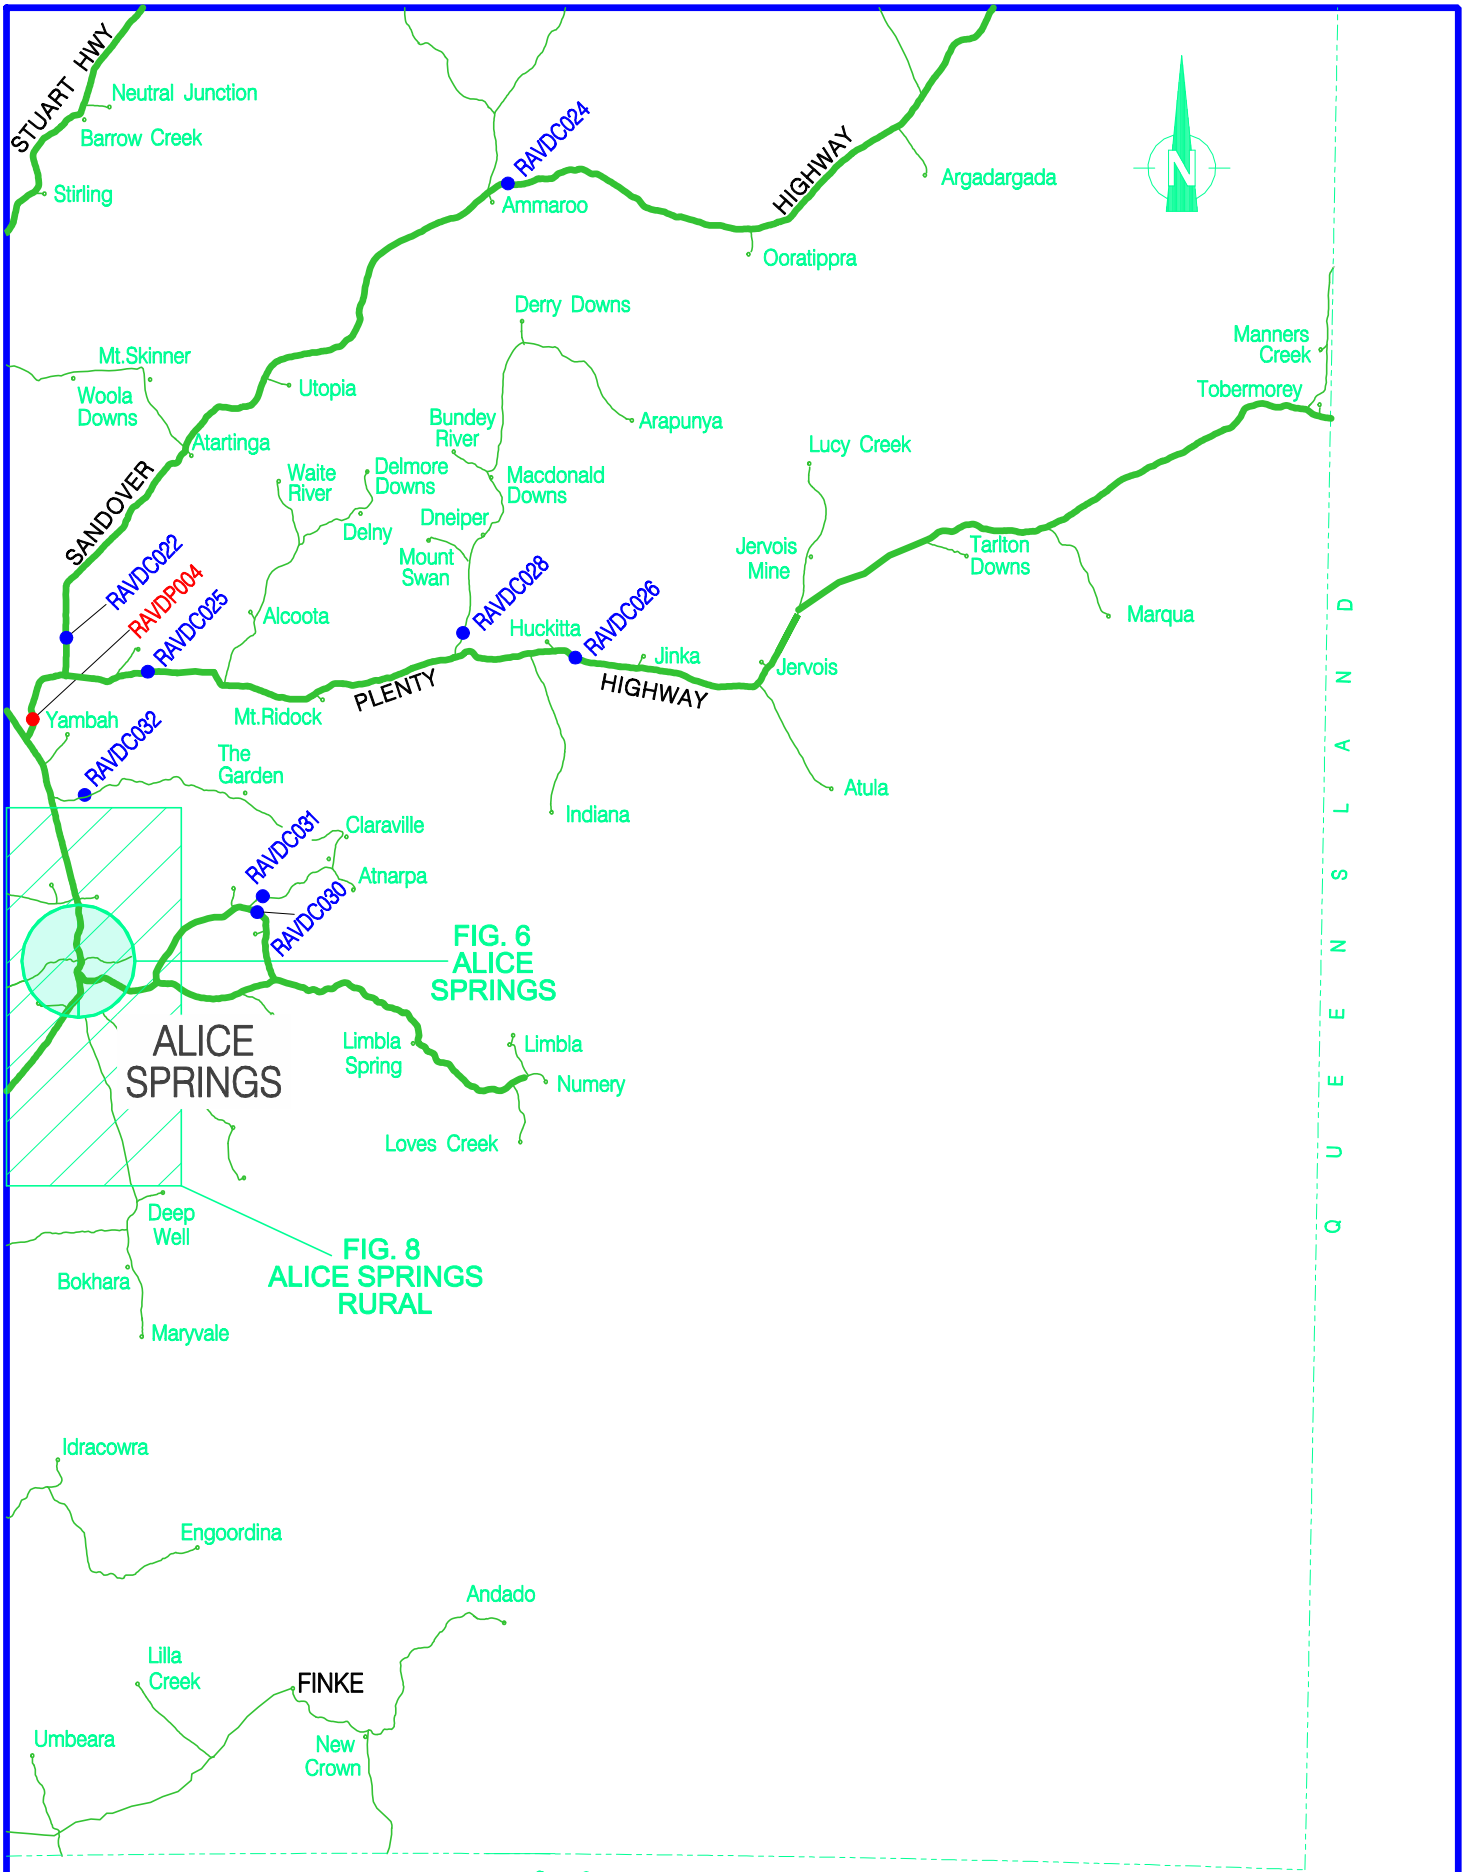 STUART HWY
Neutral Junction
Barrow Creek
Stirling
RAVDC024
Ammaroo
HIGHWAY
Argadargada
N
Ooratippra
Derry Downs
Manners
Creek
Tobermorey
Mt.Skinner
Woola
Downs
Utopia
Arapunya
Bundey
River
Atartinga
Lucy Creek
Waite
River
Delmore
Downs
Macdonald
Downs
Delny
Dneiper
Mount
Swan
SANDOVER
Jervois
Mine
Tarlton
Downs
RAVDC022
RAVDP004
RAVDC025
Alcoota
RAVDC028
Huckitta
RAVDC026
Jinka
Jervois
Marqua
PLENTY
HIGHWAY
Mt.Ridock
Yambah
RAVDC032
The
Garden
Atula
Indiana
QUEENSLAND
RAVDC031
Claraville
Atnarpa
RAVDC030
FIG. 6
ALICE
SPRINGS
ALICE
SPRINGS
Limbla
Spring
Limbla
Numery
Loves Creek
Deep
Well
FIG. 8
ALICE SPRINGS
RURAL
Bokhara
Maryvale
Idracowra
Engoordina
Andado
Lilla
Creek
FINKE
Umbeara
New
Crown